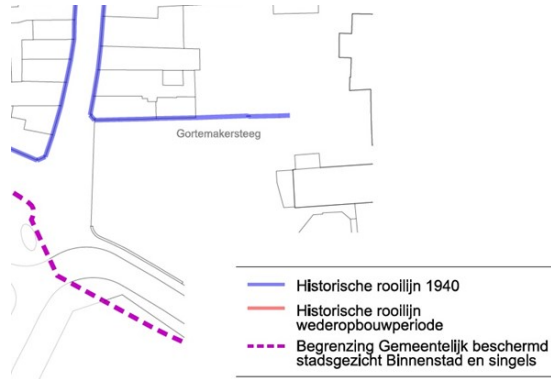 Gortemakersteeg
Historische rooilijn 1940
Historische rooilijn
wederopbouwperiode
Begrenzing Gemeentelijk beschermd
stadsgezicht Binnenstad en singels